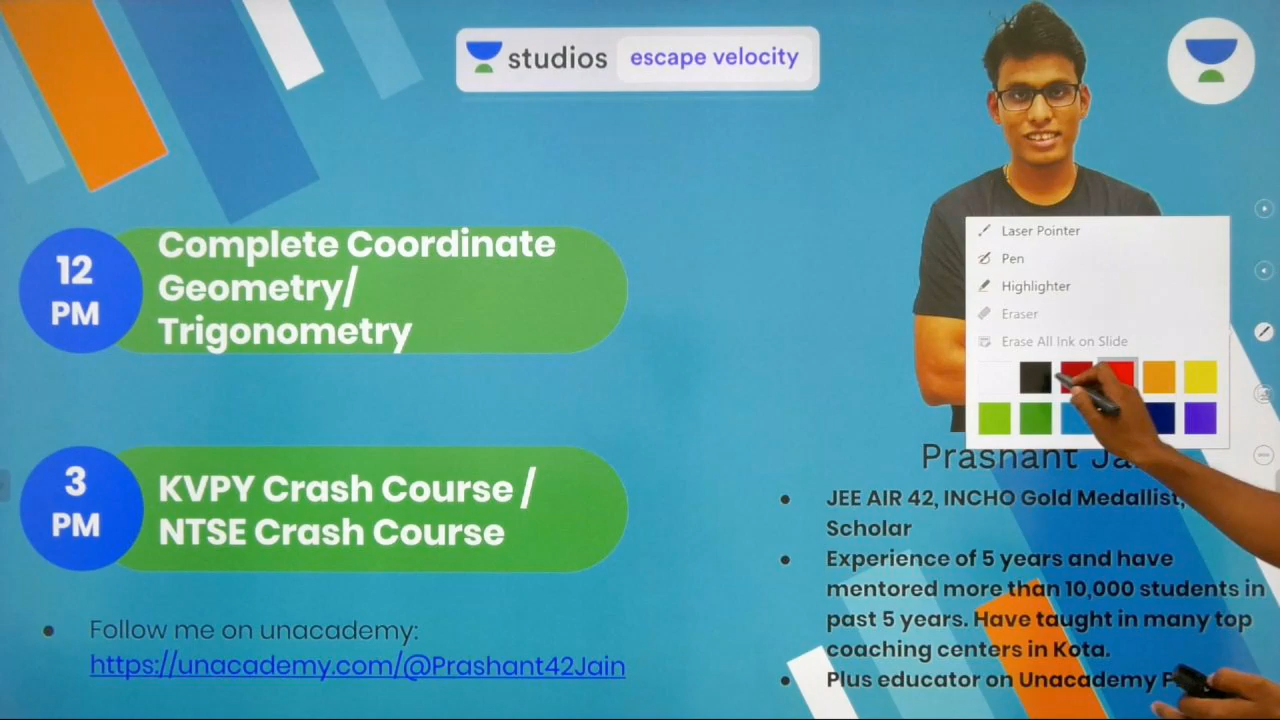 studios escape velocity
12
PM
Complete Coordinate
Geometry/
Trigonometry
3
PM
KVPY Crash Course /
NTSE Crash Course
Follow me on unacademy:
https://unacademy.com/@Prashant42Jain
Laser Pointer
Pen
Highlighter
Eraser
Erase All Ink on Slide
Prashant
JEE AIR 42, INCHO Gold Medallist,
Scholar
Experience of 5 years and have
mentored more than 10,000 students in
past 5 years. Have taught in many top
coaching centers in Kota.
Plus educator on Unacademy